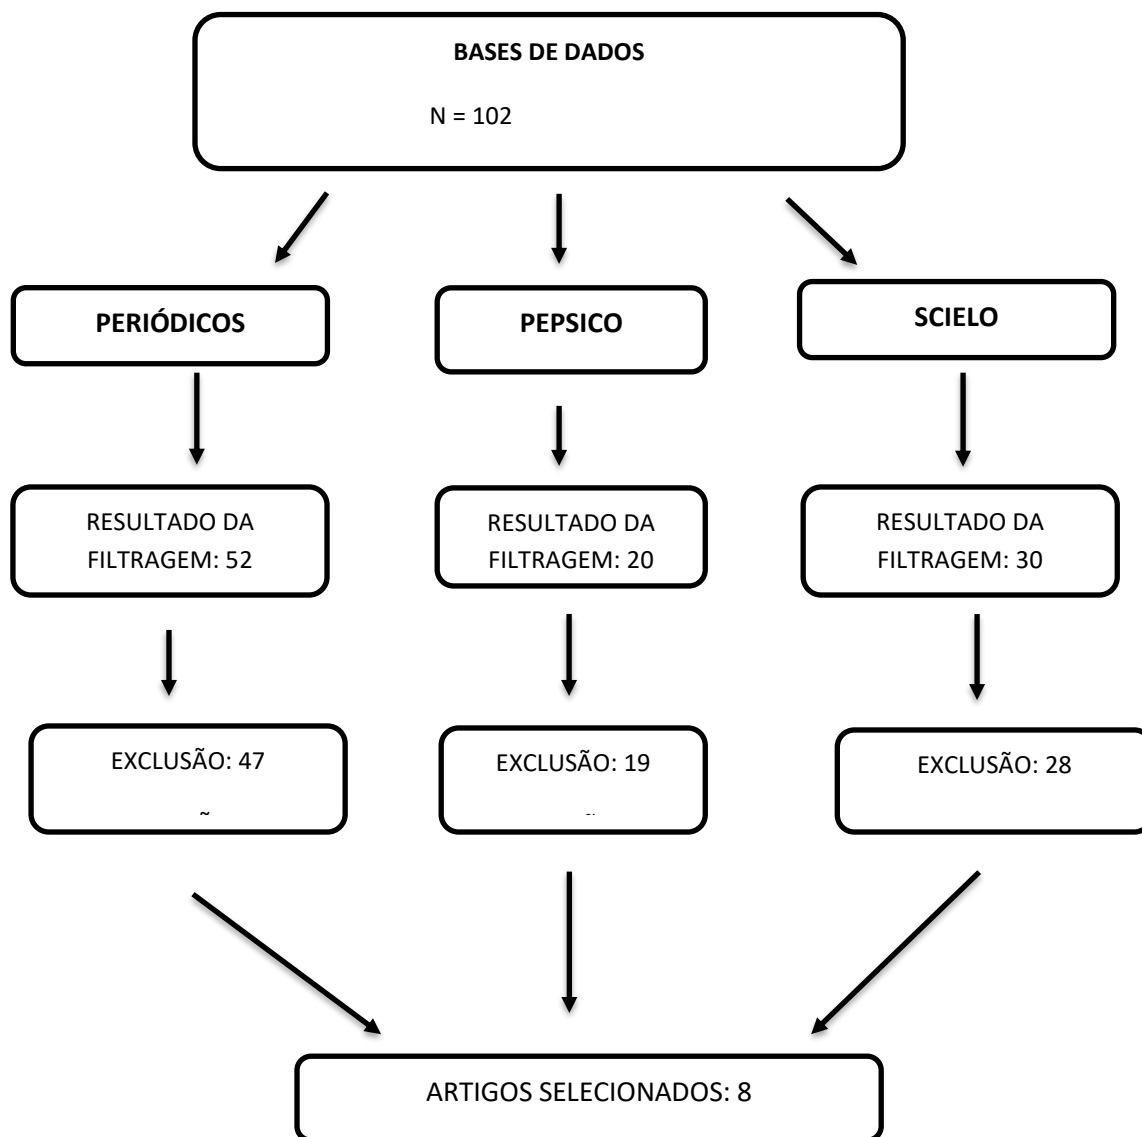 BASES DE DADOS
N = 102
PERIÓDICOS
PEPSICO
SCIELO
RESULTADO DA
FILTRAGEM: 52
RESULTADO DA
FILTRAGEM: 20
RESULTADO DA
FILTRAGEM: 30
EXCLUSÃO: 47
EXCLUSÃO: 19
EXCLUSÃO: 28
ARTIGOS SELECIONADOS: 8